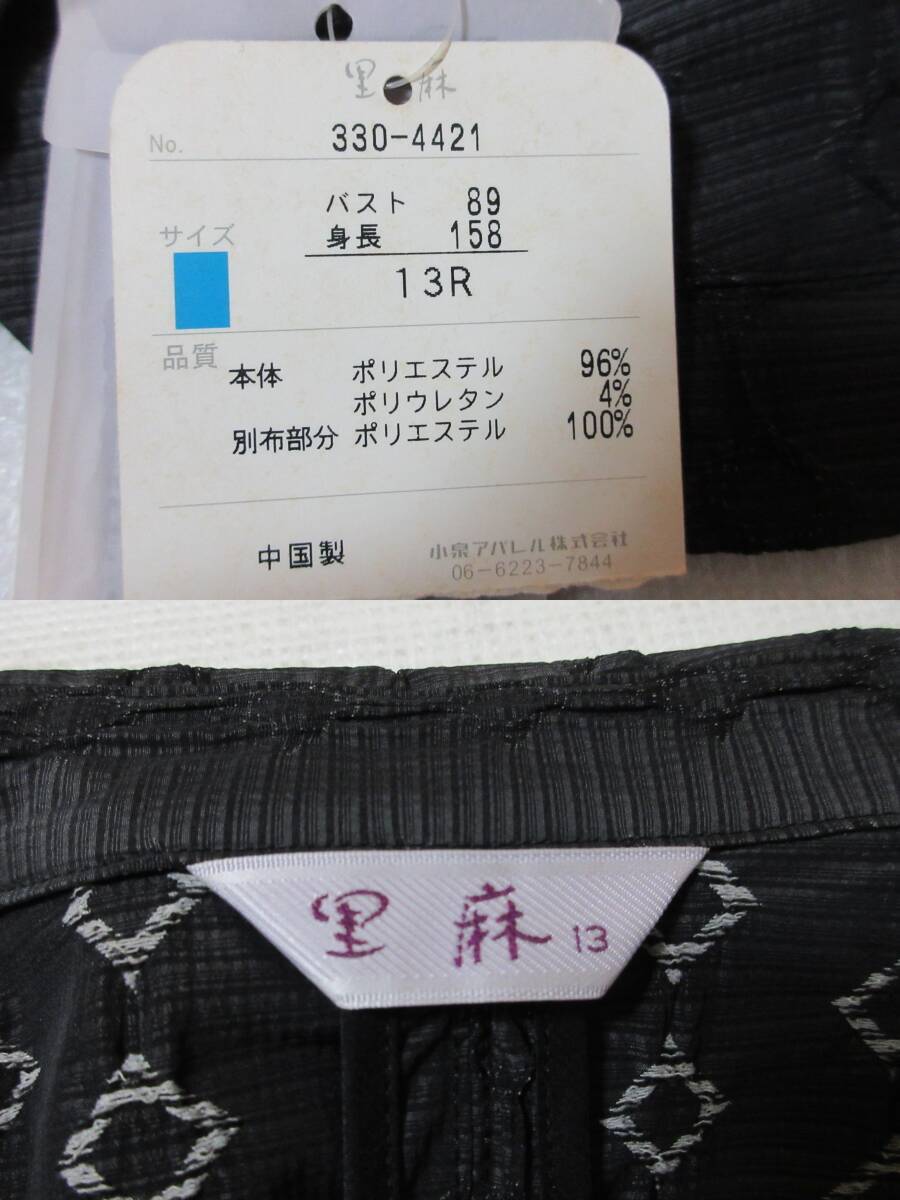 里麻
No. 330-4421
サイズ
バスト 89
身長 158
13R
品質
本体 ポリエステル 96%
ポリウレタン 4%
別布部分 ポリエステル 100%
中国製
小泉アパレル株式会社
06-6223-7844
里麻 13